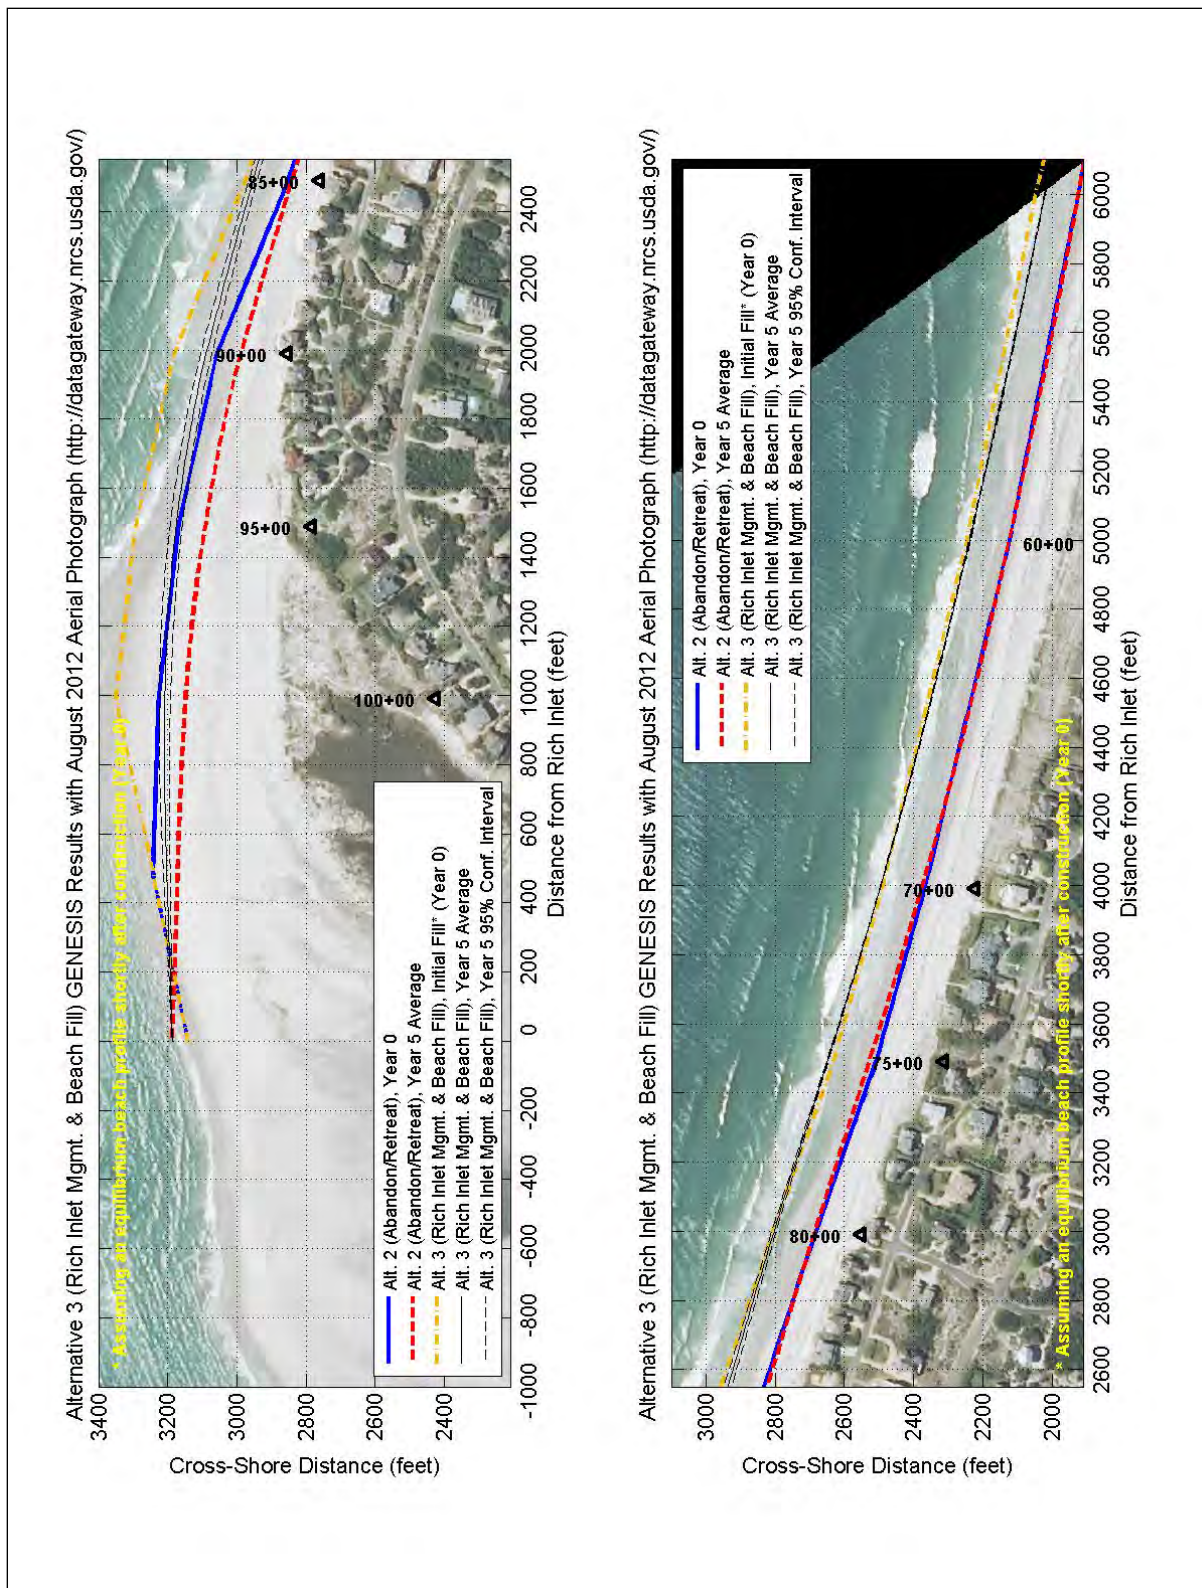 Alternative 3 (Rich Inlet Mgmt. & Beach Fill) GENESIS Results with August 2012 Aerial Photograph (http://datagateway.nrcs.usda.gov/)
* Assuming an equilibrium beach profile shortly after construction (Year 0)
3400
3200
3000
2800
2600
2400
Cross-Shore Distance (feet)
100+00
95+00
90+00
85+00
Alt. 2 (Abandon/Retreat), Year 0
Alt. 2 (Abandon/Retreat), Year 5 Average
Alt. 3 (Rich Inlet Mgmt. & Beach Fill), Initial Fill* (Year 0)
Alt. 3 (Rich Inlet Mgmt. & Beach Fill), Year 5 Average
Alt. 3 (Rich Inlet Mgmt. & Beach Fill), Year 5 95% Conf. Interval
-1000 -800 -600 -400 -200 0 200 400 600 800 1000 1200 1400 1600 1800 2000 2200 2400
Distance from Rich Inlet (feet)
Alternative 3 (Rich Inlet Mgmt. & Beach Fill) GENESIS Results with August 2012 Aerial Photograph (http://datagateway.nrcs.usda.gov/)
3000
2800
2600
2400
2200
2000
Cross-Shore Distance (feet)
Alt. 2 (Abandon/Retreat), Year 0
Alt. 2 (Abandon/Retreat), Year 5 Average
Alt. 3 (Rich Inlet Mgmt. & Beach Fill), Initial Fill* (Year 0)
Alt. 3 (Rich Inlet Mgmt. & Beach Fill), Year 5 Average
Alt. 3 (Rich Inlet Mgmt. & Beach Fill), Year 5 95% Conf. Interval
80+00
75+00
70+00
60+00
* Assuming an equilibrium beach profile shortly after construction (Year 0)
2600 2800 3000 3200 3400 3600 3800 4000 4200 4400 4600 4800 5000 5200 5400 5600 5800 6000
Distance from Rich Inlet (feet)